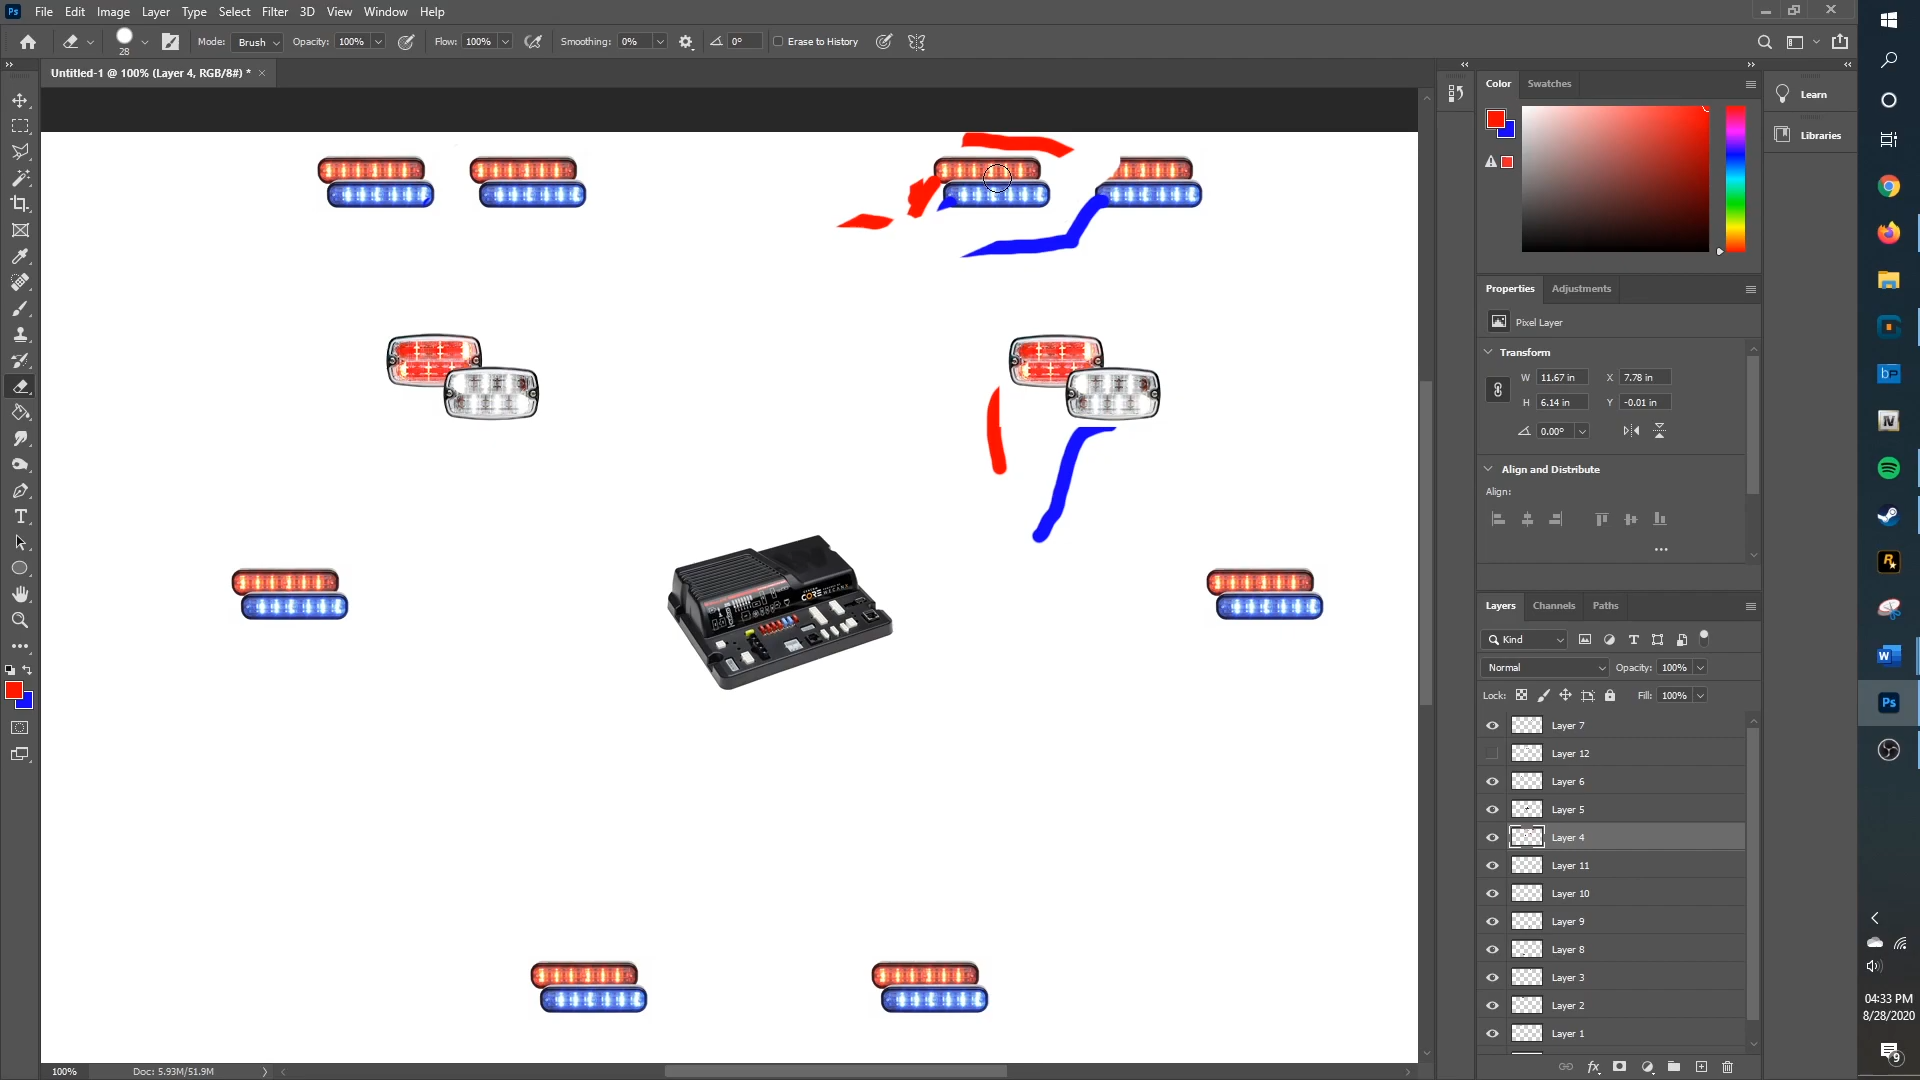 Ps File Edit Image Layer Type Select Filter 3D View Window Help
28 Mode: Brush Opacity: 100% Flow: 100% Smoothing: 0% 0° Erase to History
Untitled-1 @ 100% (Layer 4, RGB/8#) * ×
Color Swatches
Learn
Libraries
Properties Adjustments
Pixel Layer
Transform
W 11.67 in X 7.78 in
H 6.14 in Y -0.01 in
0.00°
Align and Distribute
Align:
Layers Channels Paths
Kind
Normal Opacity: 100%
Lock: Fill: 100%
Layer 7
Layer 12
Layer 6
Layer 5
Layer 4
Layer 11
Layer 10
Layer 9
Layer 8
Layer 3
Layer 2
Layer 1
CORE
100% Doc: 5.93M/51.9M
04:33 PM
8/28/2020
9